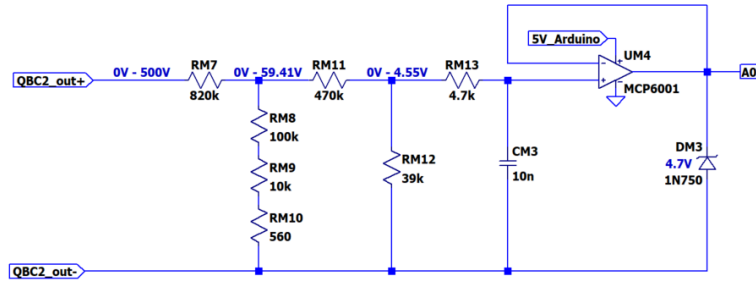 5V_Arduino
UM4
QBC2_out+
0V - 500V
RM7
0V - 59.41V
RM11
0V - 4.55V
RM13
A0
820k
470k
4.7k
MCP6001
RM8
100k
RM9
10k
RM10
560
RM12
39k
CM3
10n
DM3
4.7V
1N750
QBC2_out-